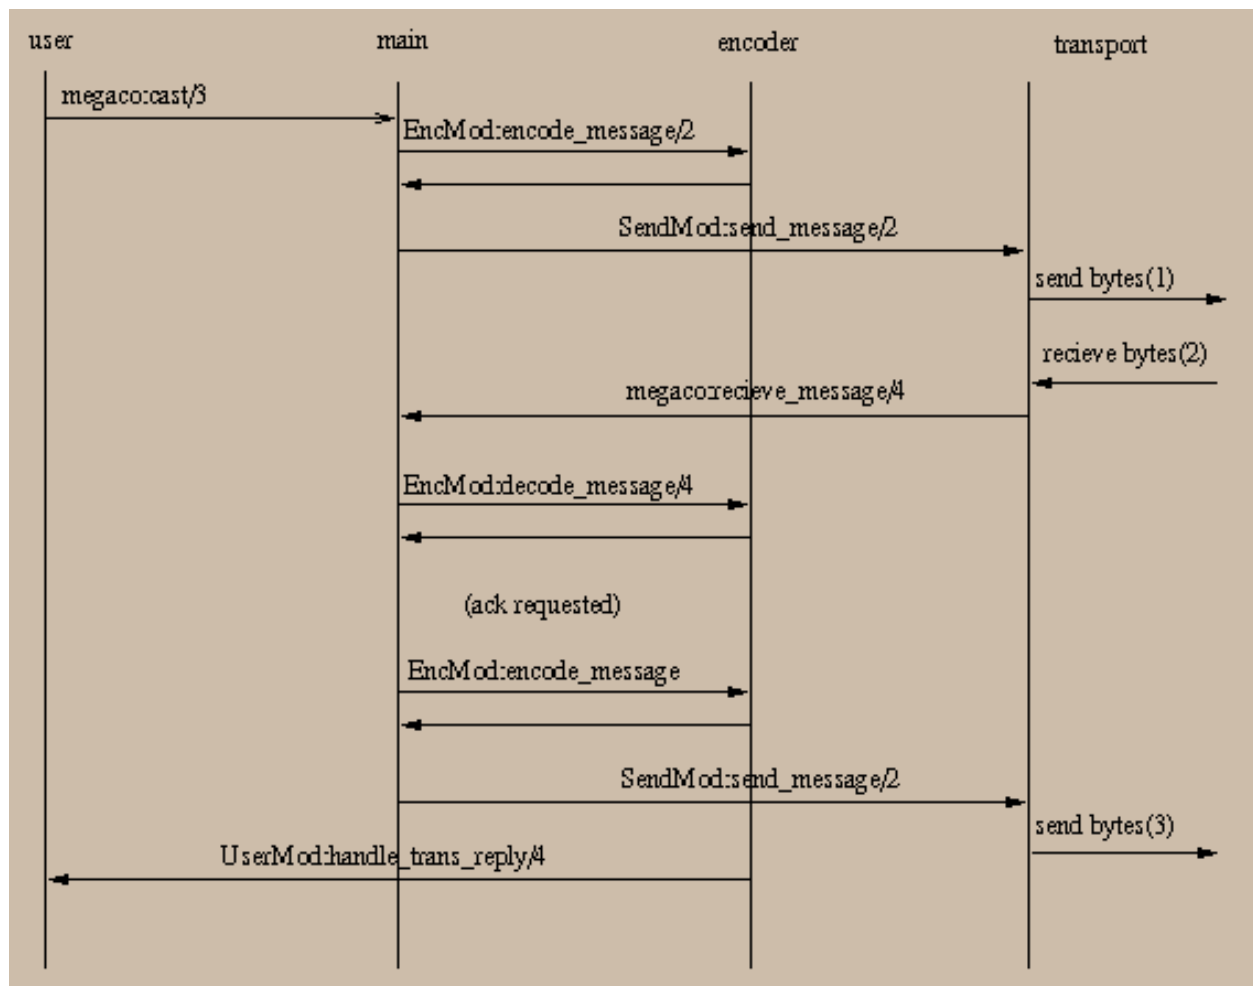 user
main
encoder
transport
megaco:cast/3
EncMod:encode_message/2
SendMod:send_message/2
send bytes(1)
recieve bytes(2)
megaco:recieve_message/4
EncMod:decode_message/4
(ack requested)
EncMod:encode_message
SendMod:send_message/2
send bytes(3)
UserMod:handle_trans_reply/4